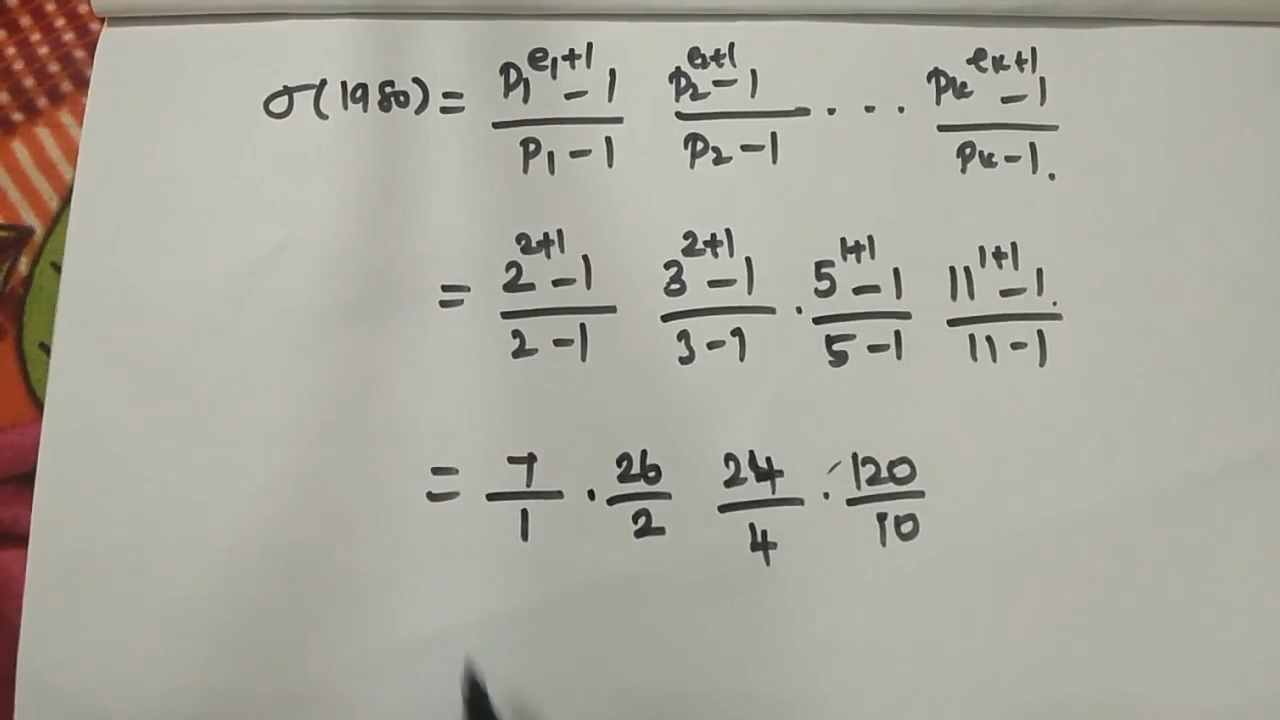 σ(1980) = p₁^(e₁+1) − 1 / p₁ − 1 p₂^(e₂+1) − 1 / p₂ − 1 . . . . pₖ^(eₖ+1) − 1 / pₖ − 1.
= 2^(2+1) − 1 / 2 − 1 3^(2+1) − 1 / 3 − 1 . 5^(1+1) − 1 / 5 − 1 11^(1+1) − 1. / 11 − 1
= 7/1 . 26/2 24/4 . 120/10